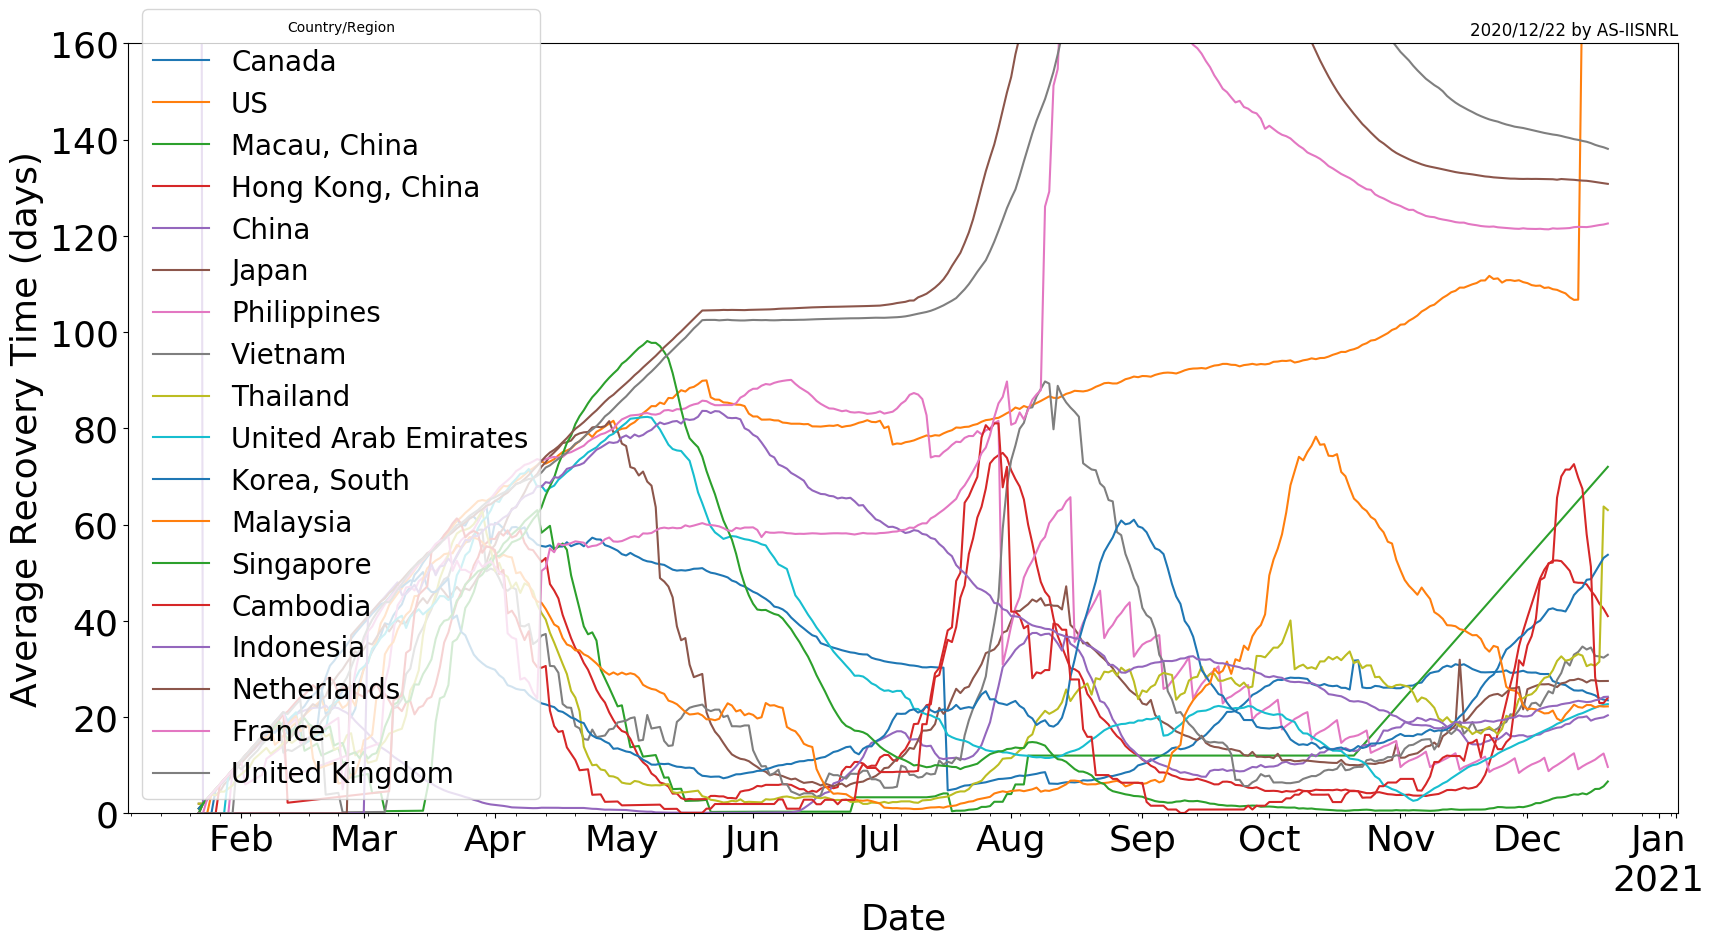 2020/12/22 by AS-IISNRL
Country/Region
Canada
US
Macau, China
Hong Kong, China
China
Japan
Philippines
Vietnam
Thailand
United Arab Emirates
Korea, South
Malaysia
Singapore
Cambodia
Indonesia
Netherlands
France
United Kingdom
Average Recovery Time (days)
160
140
120
100
80
60
40
20
0
Feb Mar Apr May Jun Jul Aug Sep Oct Nov Dec Jan
2021
Date